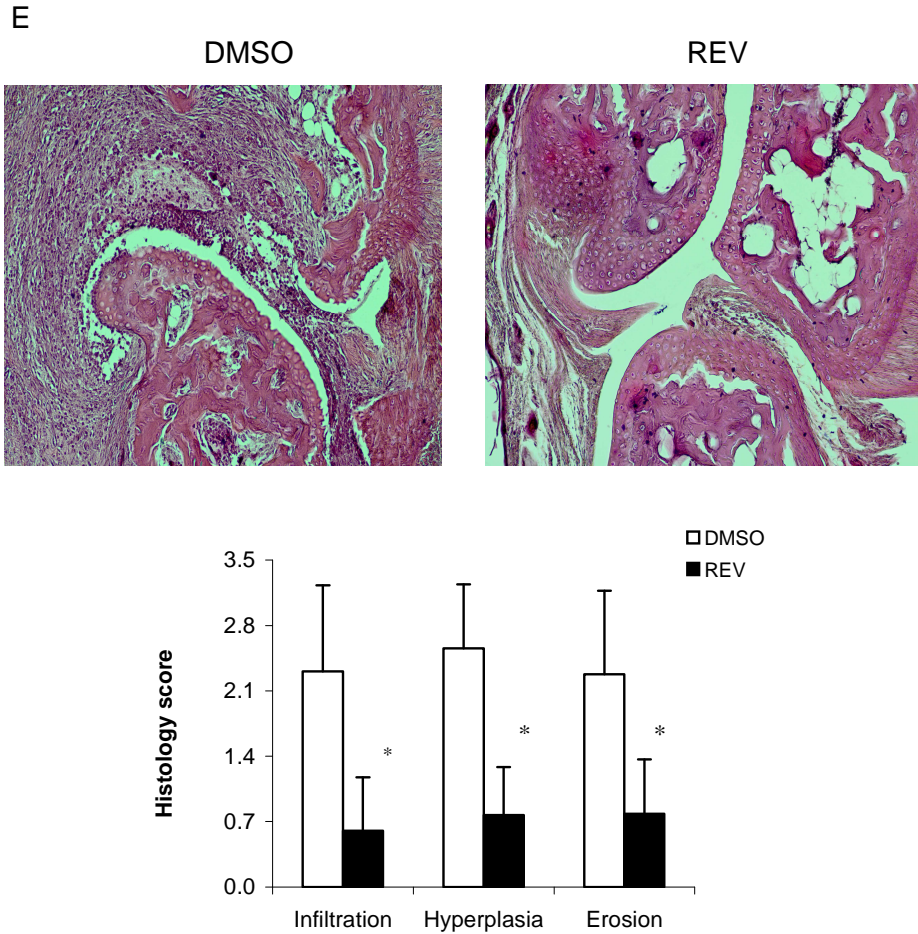 E
DMSO
REV
DMSO
REV
3.5
2.8
2.1
1.4
0.7
0.0
Histology score
*
*
*
Infiltration Hyperplasia Erosion